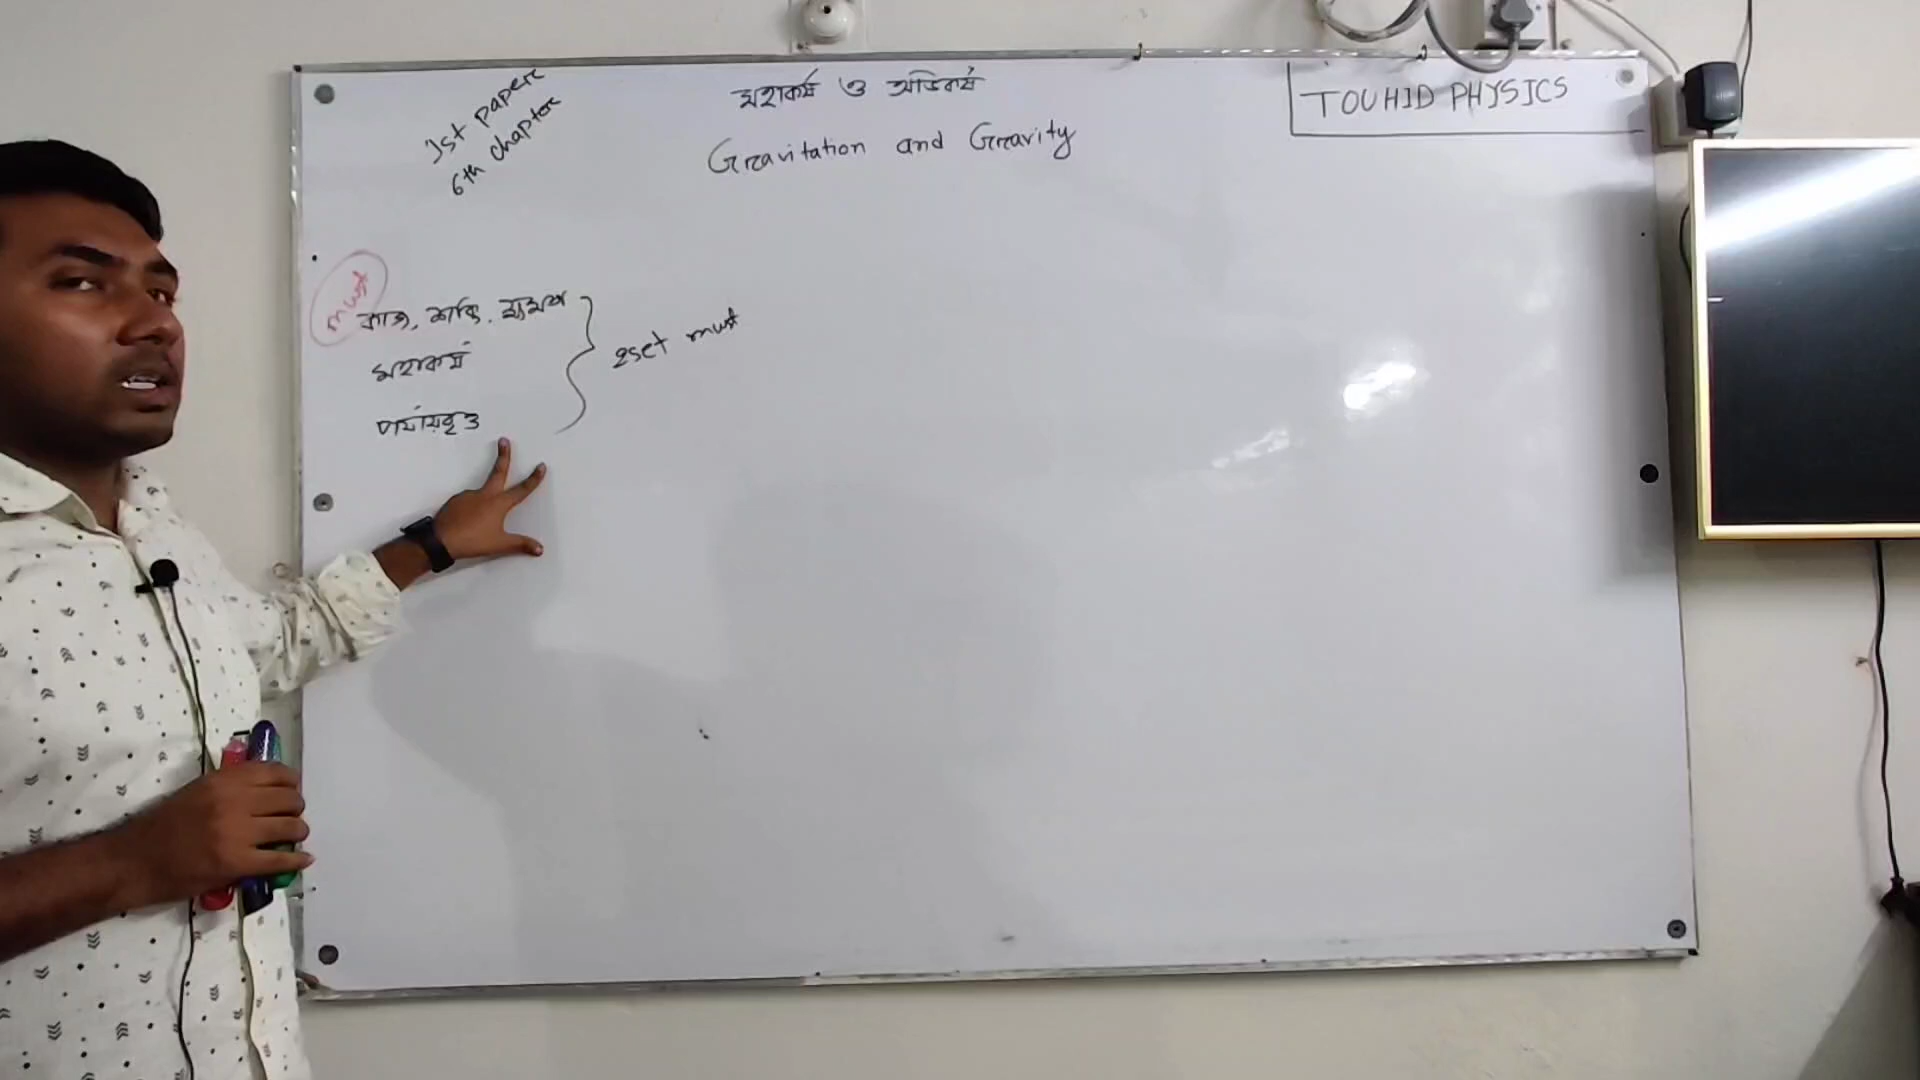 1st paper
6th chapter
মহাকর্ষ ও অভিকর্ষ
Gravitation and Gravity
TOUHID PHYSICS
must
কাজ, শক্তি, ক্ষমতা
মহাকর্ষ
পর্যায়বৃত্ত
2set must